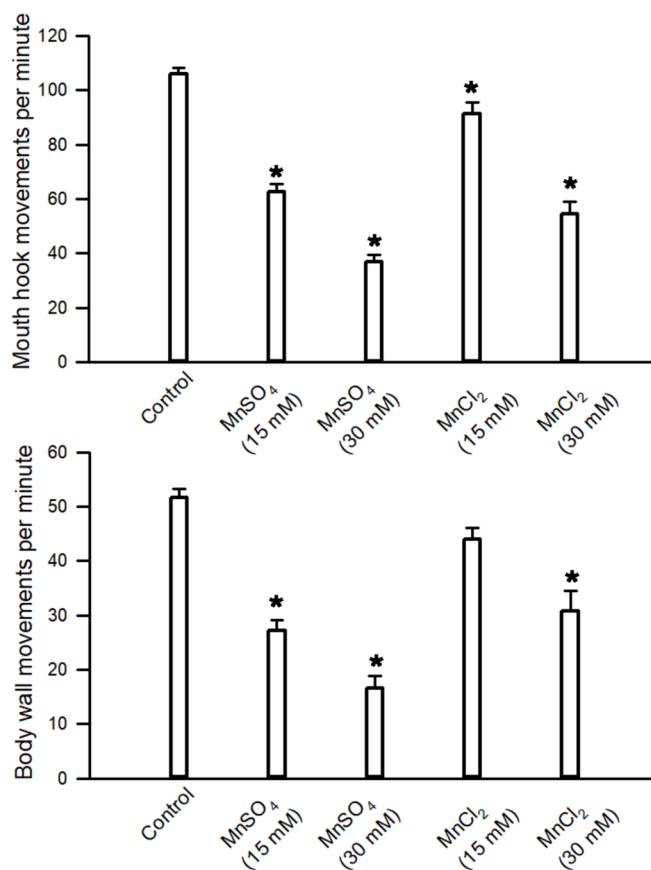 Mouth hook movements per minute
120
100
80
60
40
20
0
*
*
*
*
Control
MnSO₄
(15 mM)
MnSO₄
(30 mM)
MnCl₂
(15 mM)
MnCl₂
(30 mM)
Body wall movements per minute
60
50
40
30
20
10
0
*
*
*
Control
MnSO₄
(15 mM)
MnSO₄
(30 mM)
MnCl₂
(15 mM)
MnCl₂
(30 mM)